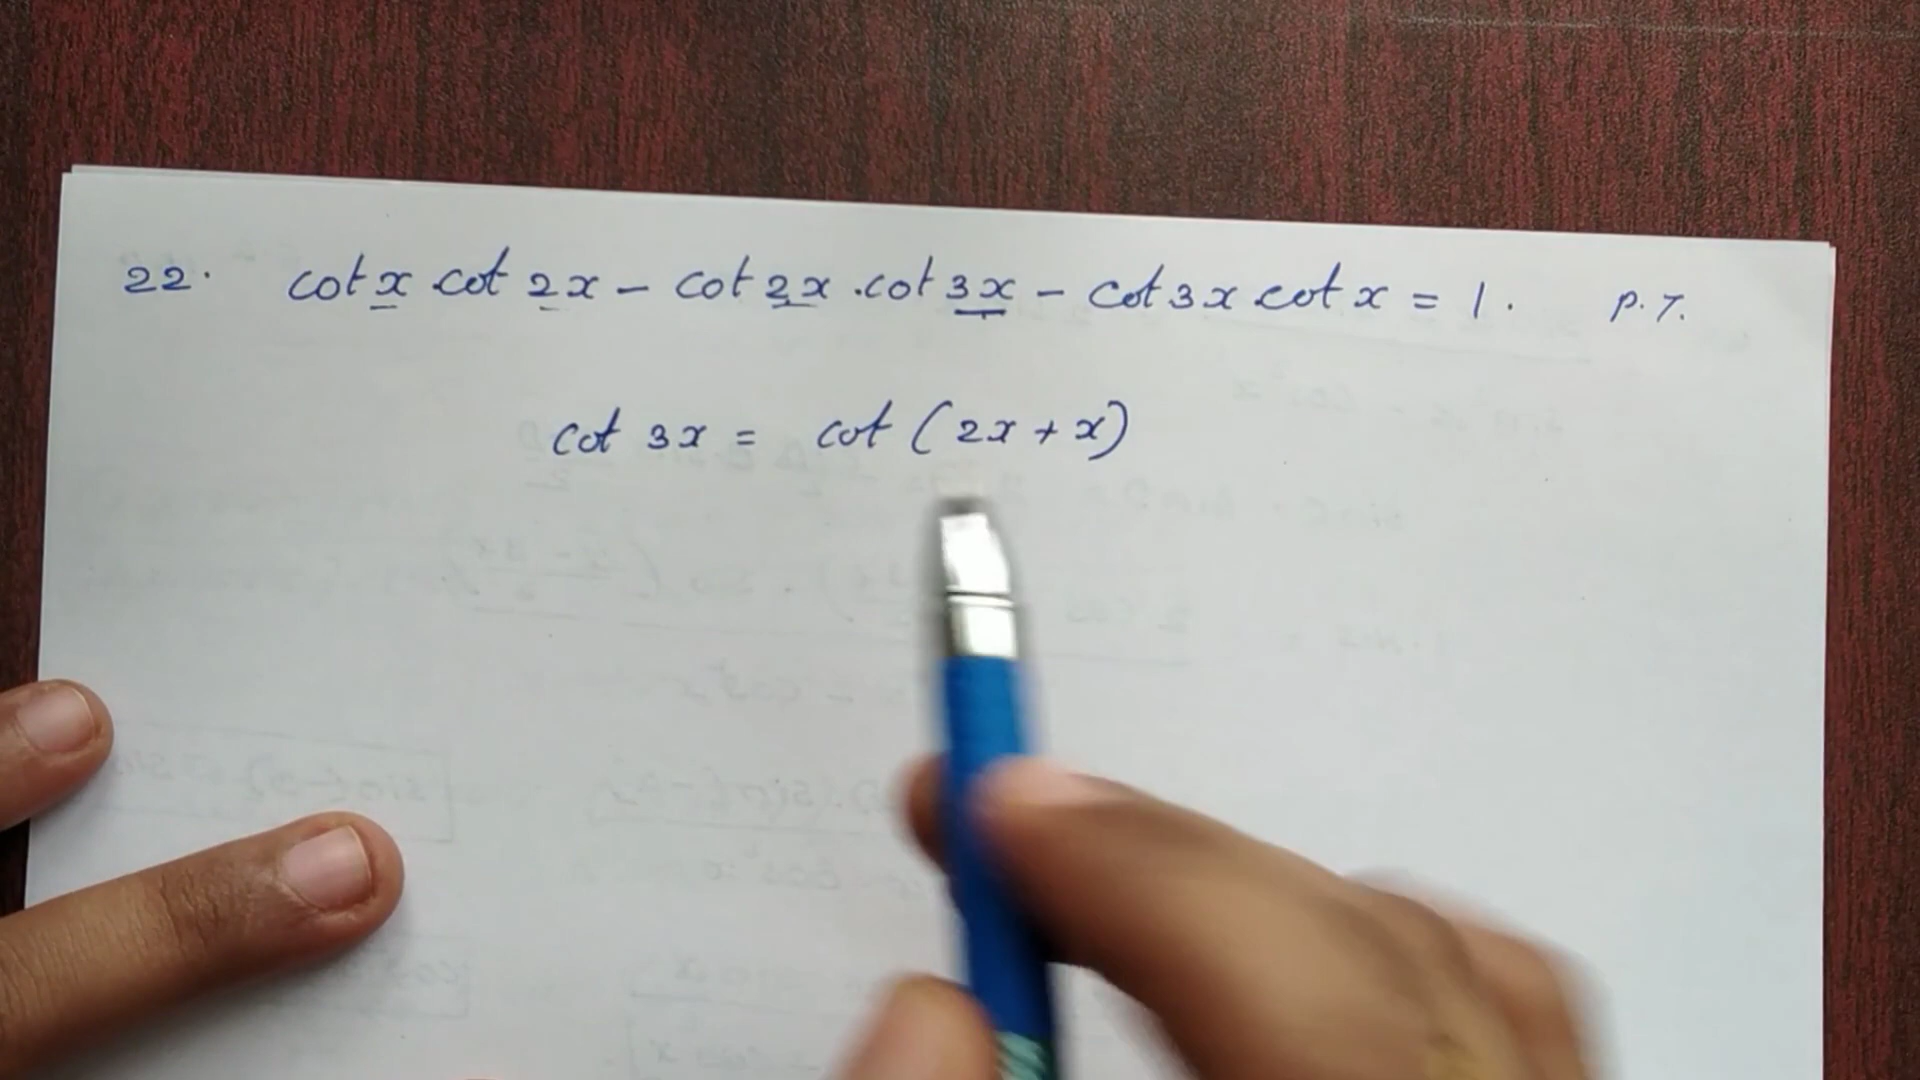 22. cot x cot 2x - cot 2x . cot 3x - cot 3x cot x = 1. P.T.
cot 3x = cot (2x + x)